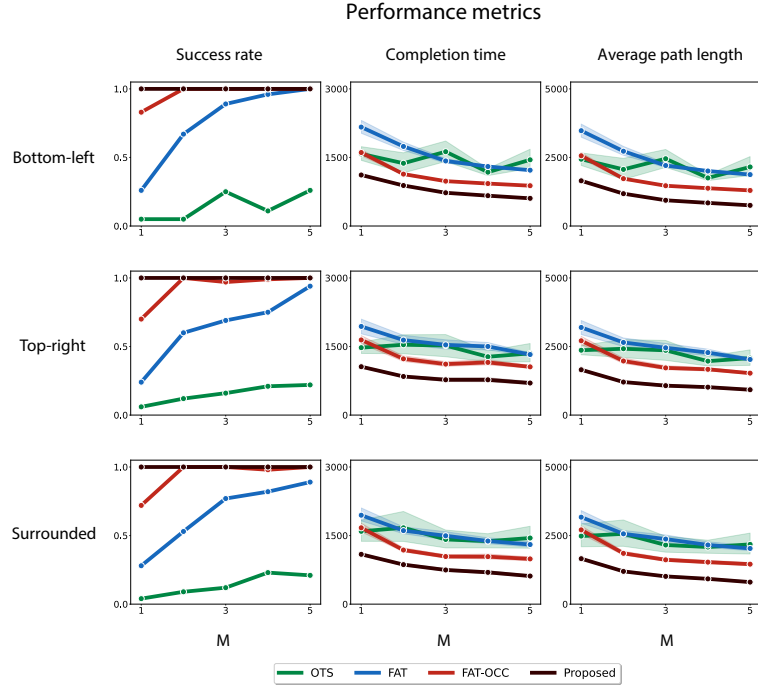 Performance metrics
Success rate Completion time Average path length
Bottom-left
1.0 0.5 0.0
1 3 5
3000 1500 0
1 3 5
5000 2500 0
1 3 5
Top-right
1.0 0.5 0.0
1 3 5
3000 1500 0
1 3 5
5000 2500 0
1 3 5
Surrounded
1.0 0.5 0.0
1 3 5
3000 1500 0
1 3 5
5000 2500 0
1 3 5
M M M
OTS FAT FAT-OCC Proposed